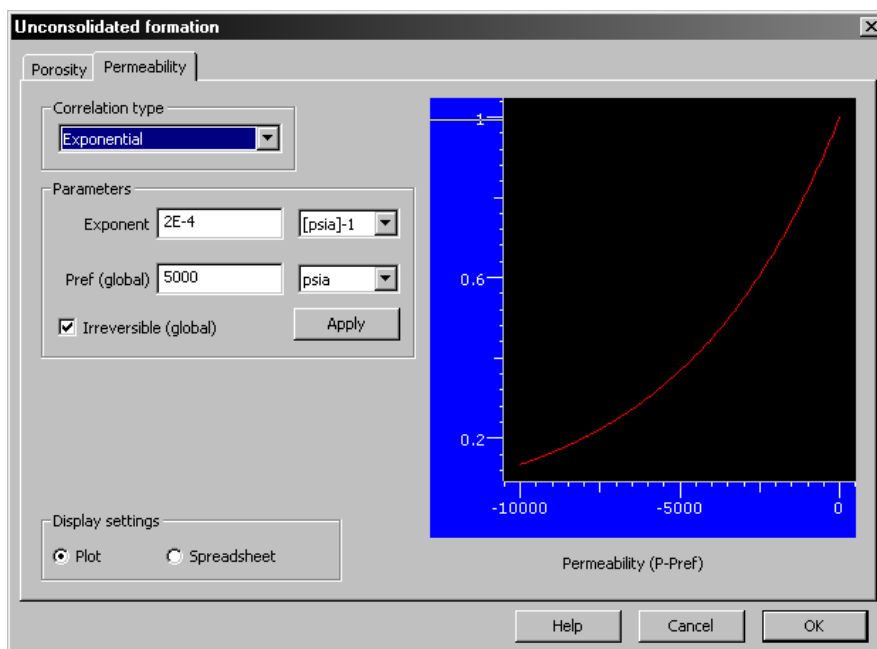 Unconsolidated formation
Porosity Permeability
Correlation type
Exponential
Parameters
Exponent 2E-4 [psia]-1
Pref (global) 5000 psia
Irreversible (global) Apply
Display settings
Plot Spreadsheet
1
0.6
0.2
-10000 -5000 0
Permeability (P-Pref)
Help Cancel OK